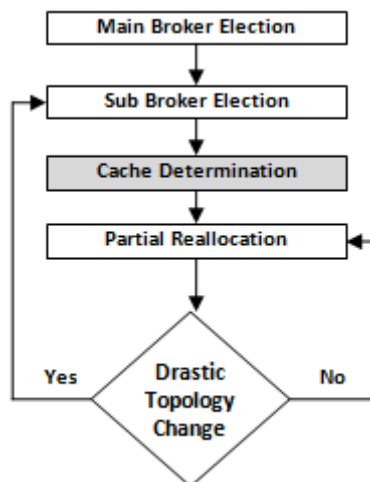 Main Broker Election
Sub Broker Election
Cache Determination
Partial Reallocation
Yes
Drastic
Topology
Change
No